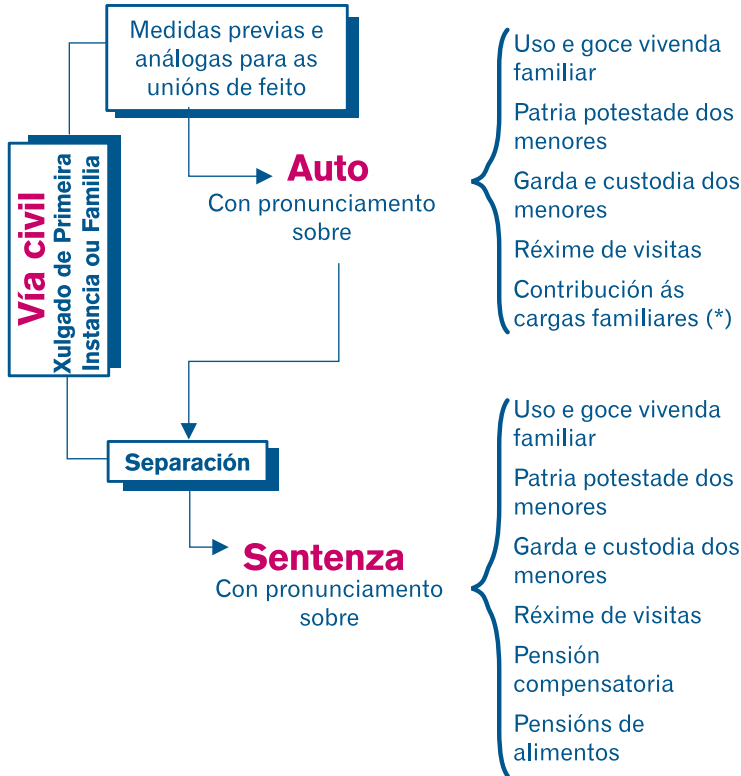 Medidas previas e
análogas para as
unións de feito
Vía civil
Xulgado de Primeira
Instancia ou Familia
Auto
Con pronunciamento
sobre
Uso e goce vivenda
familiar
Patria potestade dos
menores
Garda e custodia dos
menores
Réxime de visitas
Contribución ás
cargas familiares (*)
Separación
Sentenza
Con pronunciamento
sobre
Uso e goce vivenda
familiar
Patria potestade dos
menores
Garda e custodia dos
menores
Réxime de visitas
Pensión
compensatoria
Pensións de
alimentos